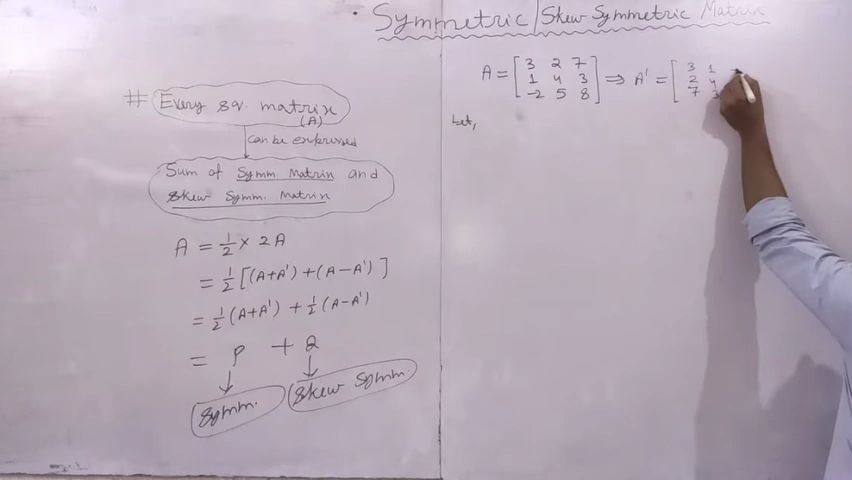 • Symmetric/Skew Symmetric Matrix
# Every sq. matrix
(A)
can be expressed
Sum of Symm. Matrix and
Skew Symm. Matrix
A = 1/2 × 2A
= 1/2 [(A+A') + (A-A')]
= 1/2 (A+A') + 1/2 (A-A')
= P + Q
Symm. Skew Symm.
A = [3 2 7 ⇒ A' = [3 1
1 4 3 2 4
-2 5 8] 7 3
Let,